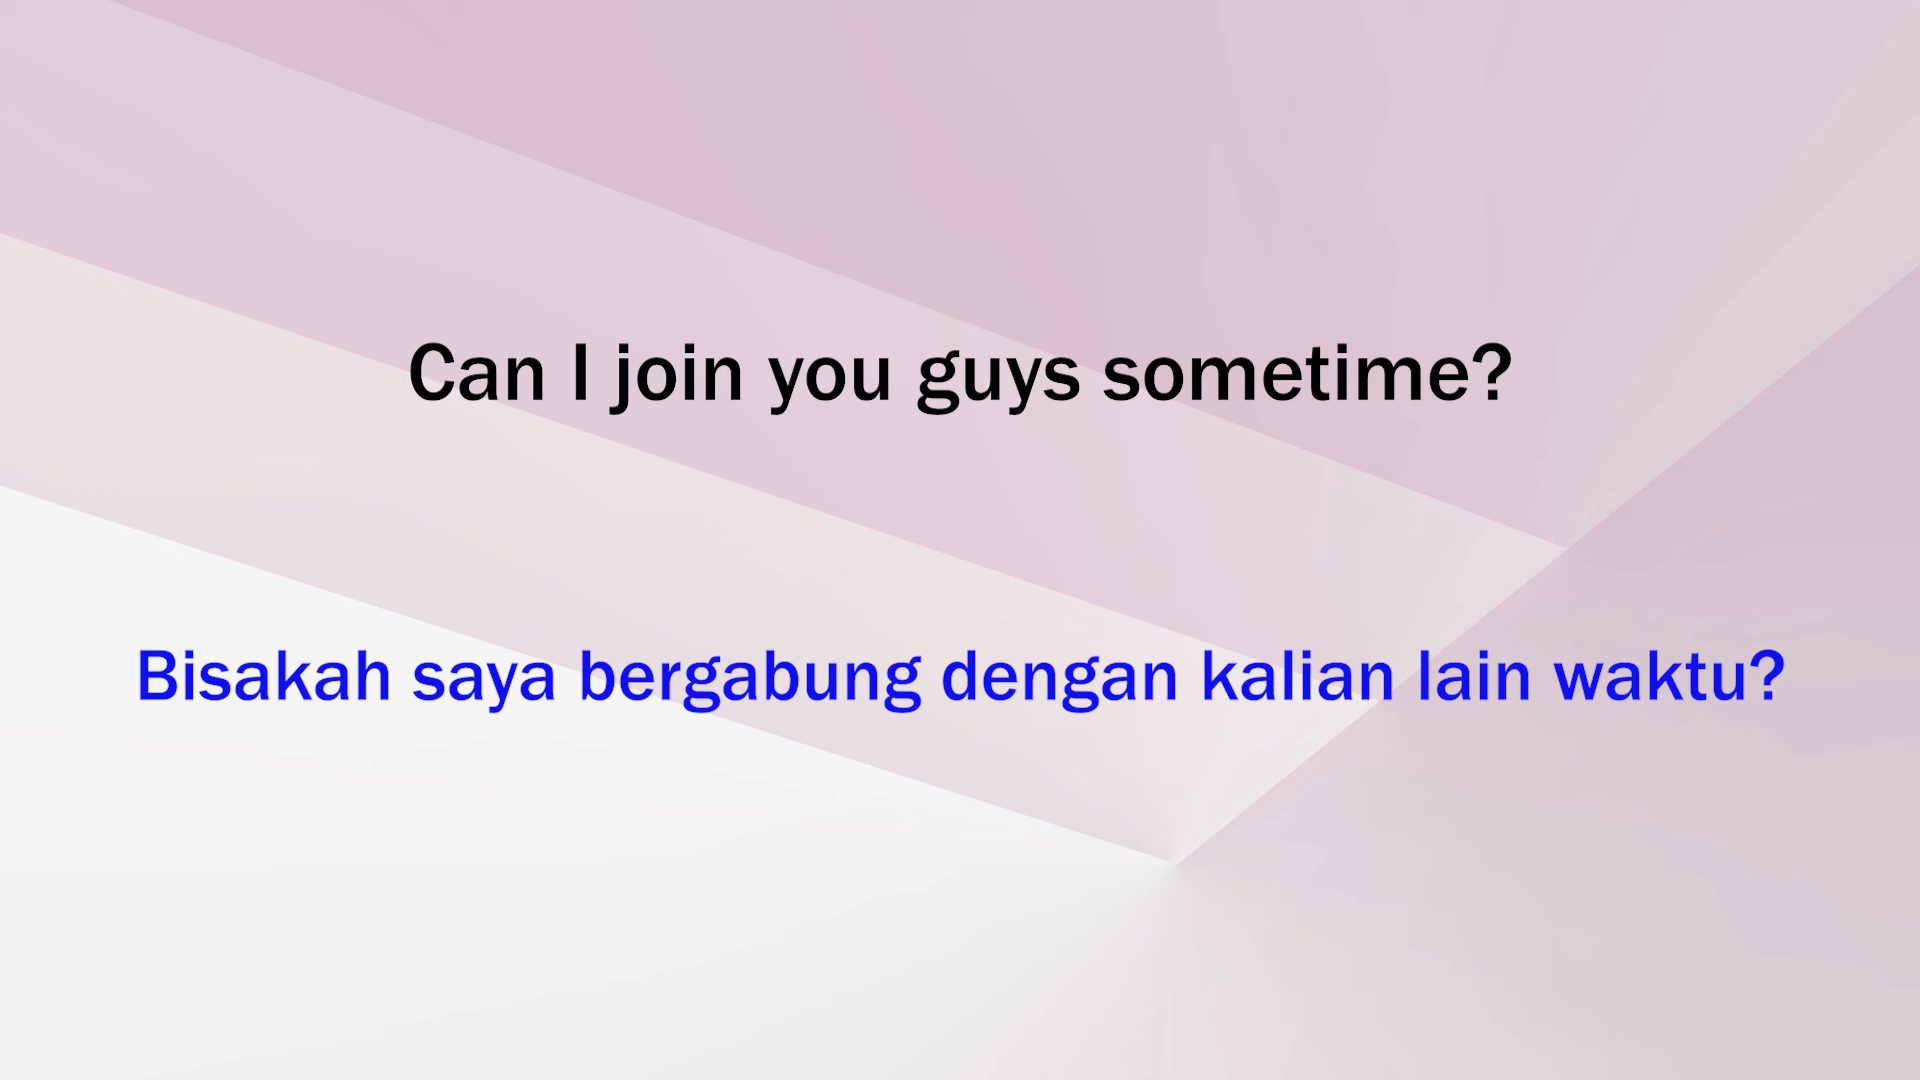 Can I join you guys sometime?
Bisakah saya bergabung dengan kalian lain waktu?